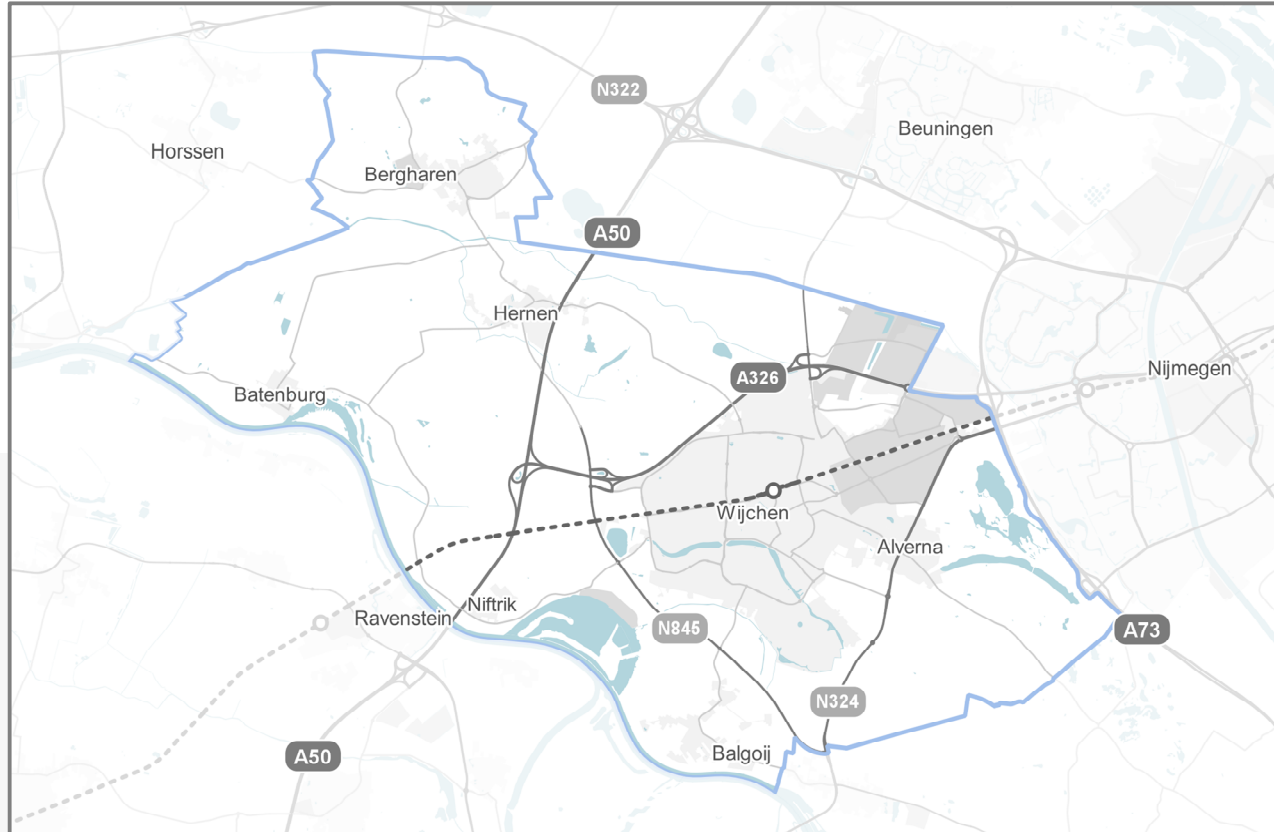 N322
Beuningen
Horssen
Bergharen
A50
Hernen
Nijmegen
A326
Batenburg
Wijchen
Alverna
Niftrik
Ravenstein
N845
A73
N324
Balgoij
A50